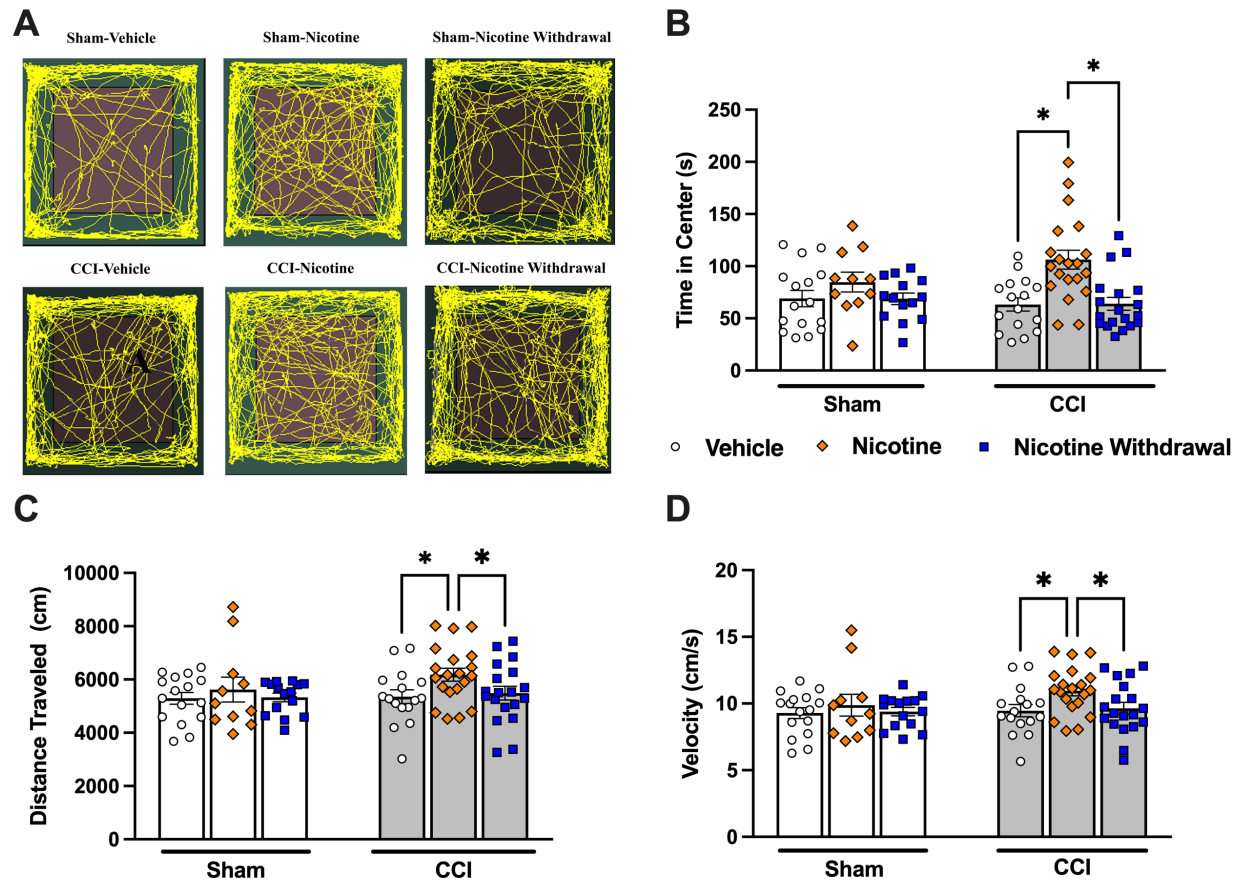 A
Sham-Vehicle
Sham-Nicotine
Sham-Nicotine Withdrawal
CCI-Vehicle
CCI-Nicotine
CCI-Nicotine Withdrawal
A
B
Time in Center (s)
250
200
150
100
50
0
*
*
Sham
CCI
Vehicle
Nicotine
Nicotine Withdrawal
C
Distance Traveled (cm)
10000
8000
6000
4000
2000
0
*
*
Sham
CCI
D
Velocity (cm/s)
20
15
10
5
0
*
*
Sham
CCI